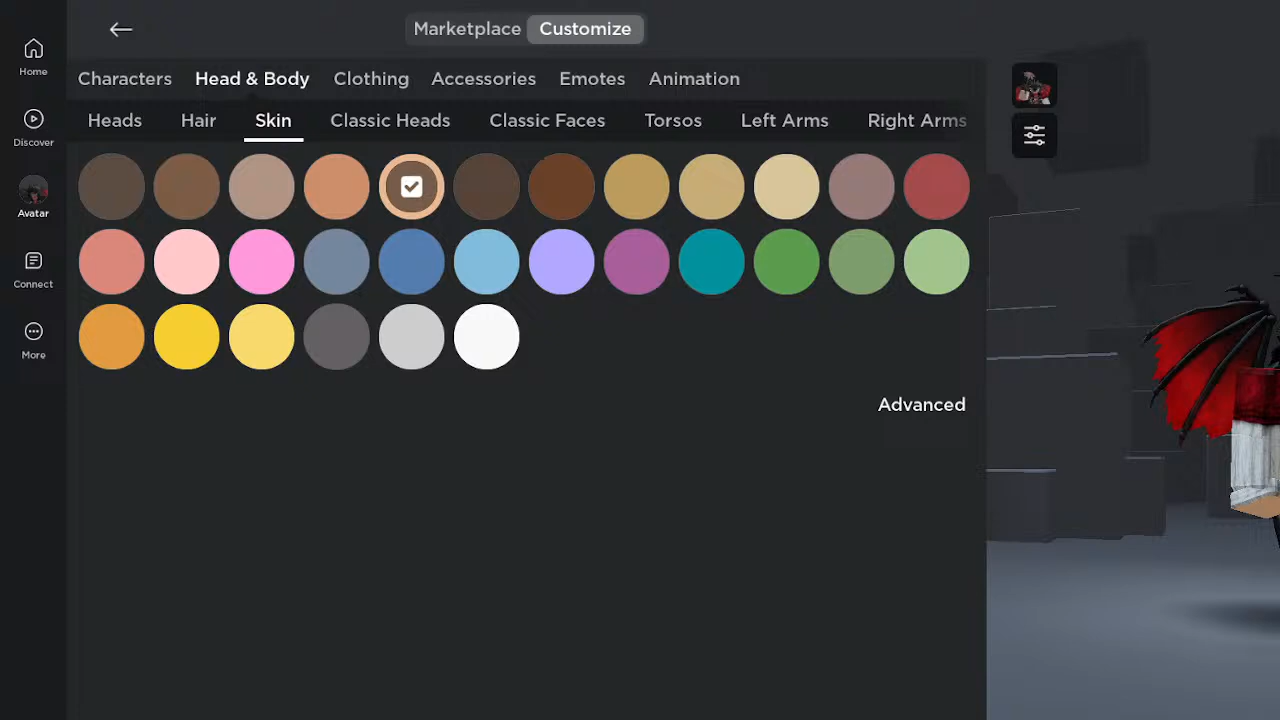 Marketplace Customize
Home
Characters Head & Body Clothing Accessories Emotes Animation
Heads Hair Skin Classic Heads Classic Faces Torsos Left Arms Right Arms
Discover
Avatar
Connect
More
Advanced